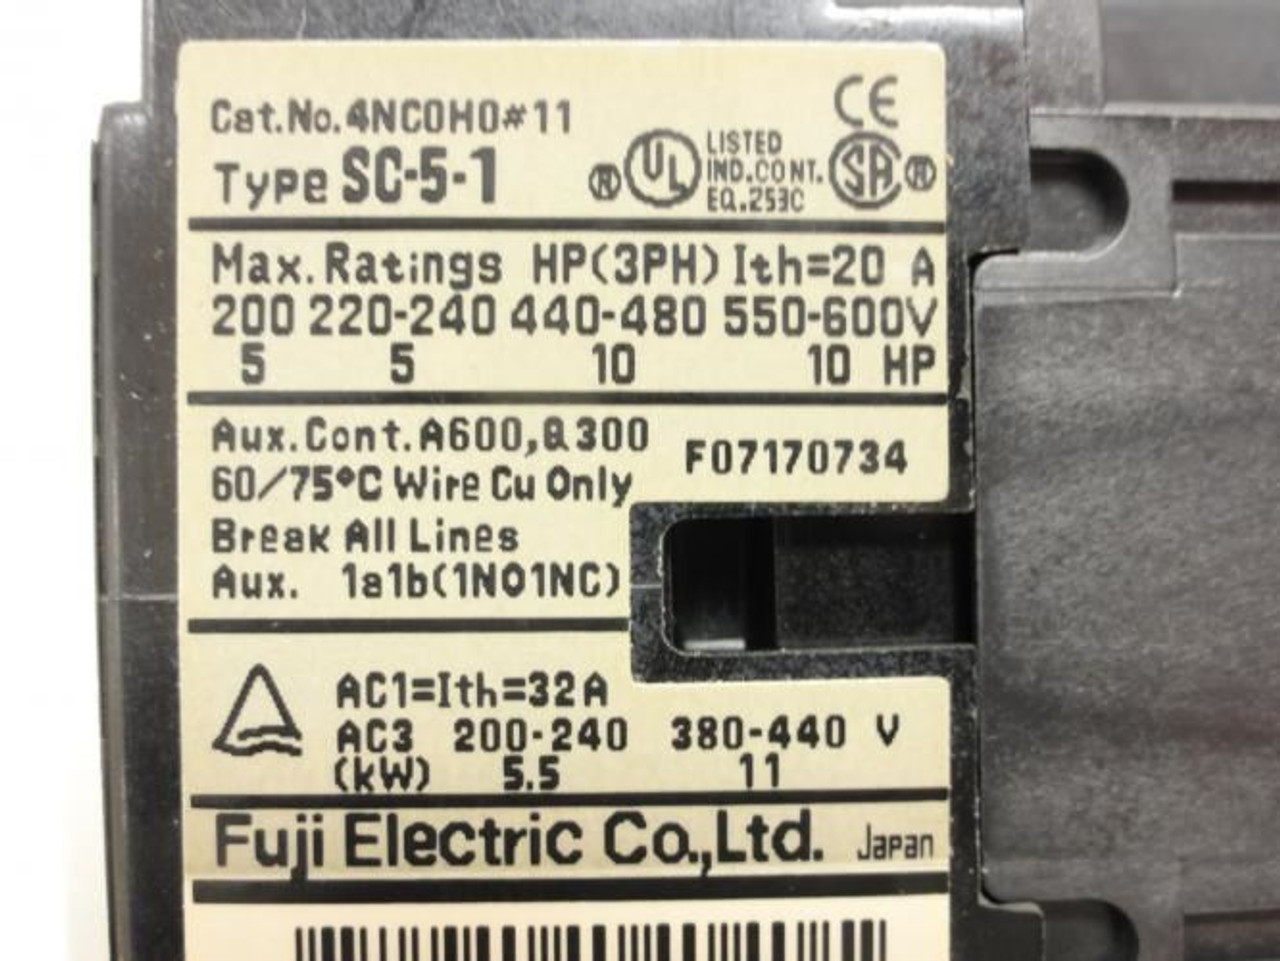 Cat.No.4NC0H0#11
CE
Type SC-5-1
® UL LISTED IND.CONT. EQ.253C SA ®
Max.Ratings HP(3PH) Ith=20 A
200 220-240 440-480 550-600V
5 5 10 10 HP
Aux.Cont.A600,Q300
F07170734
60/75°C Wire Cu Only
Break All Lines
Aux. 1a1b(1NO1NC)
AC1=Ith=32A
AC3 200-240 380-440 V
(kW) 5.5 11
Fuji Electric Co.,Ltd. Japan